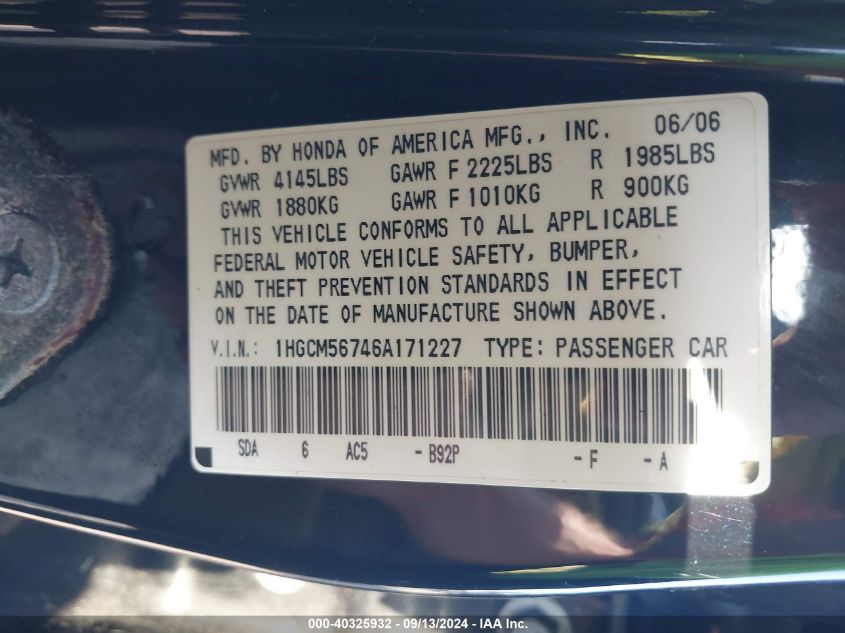 MFD. BY HONDA OF AMERICA MFG., INC. 06/06
GVWR 4145LBS GAWR F 2225LBS R 1985LBS
GVWR 1880KG GAWR F 1010KG R 900KG
THIS VEHICLE CONFORMS TO ALL APPLICABLE
FEDERAL MOTOR VEHICLE SAFETY, BUMPER,
AND THEFT PREVENTION STANDARDS IN EFFECT
ON THE DATE OF MANUFACTURE SHOWN ABOVE.
V.I.N.: 1HGCM56746A171227 TYPE: PASSENGER CAR
SDA 6 AC5 - B92P - F - A
000-40325932 - 09/13/2024 - IAAI.com